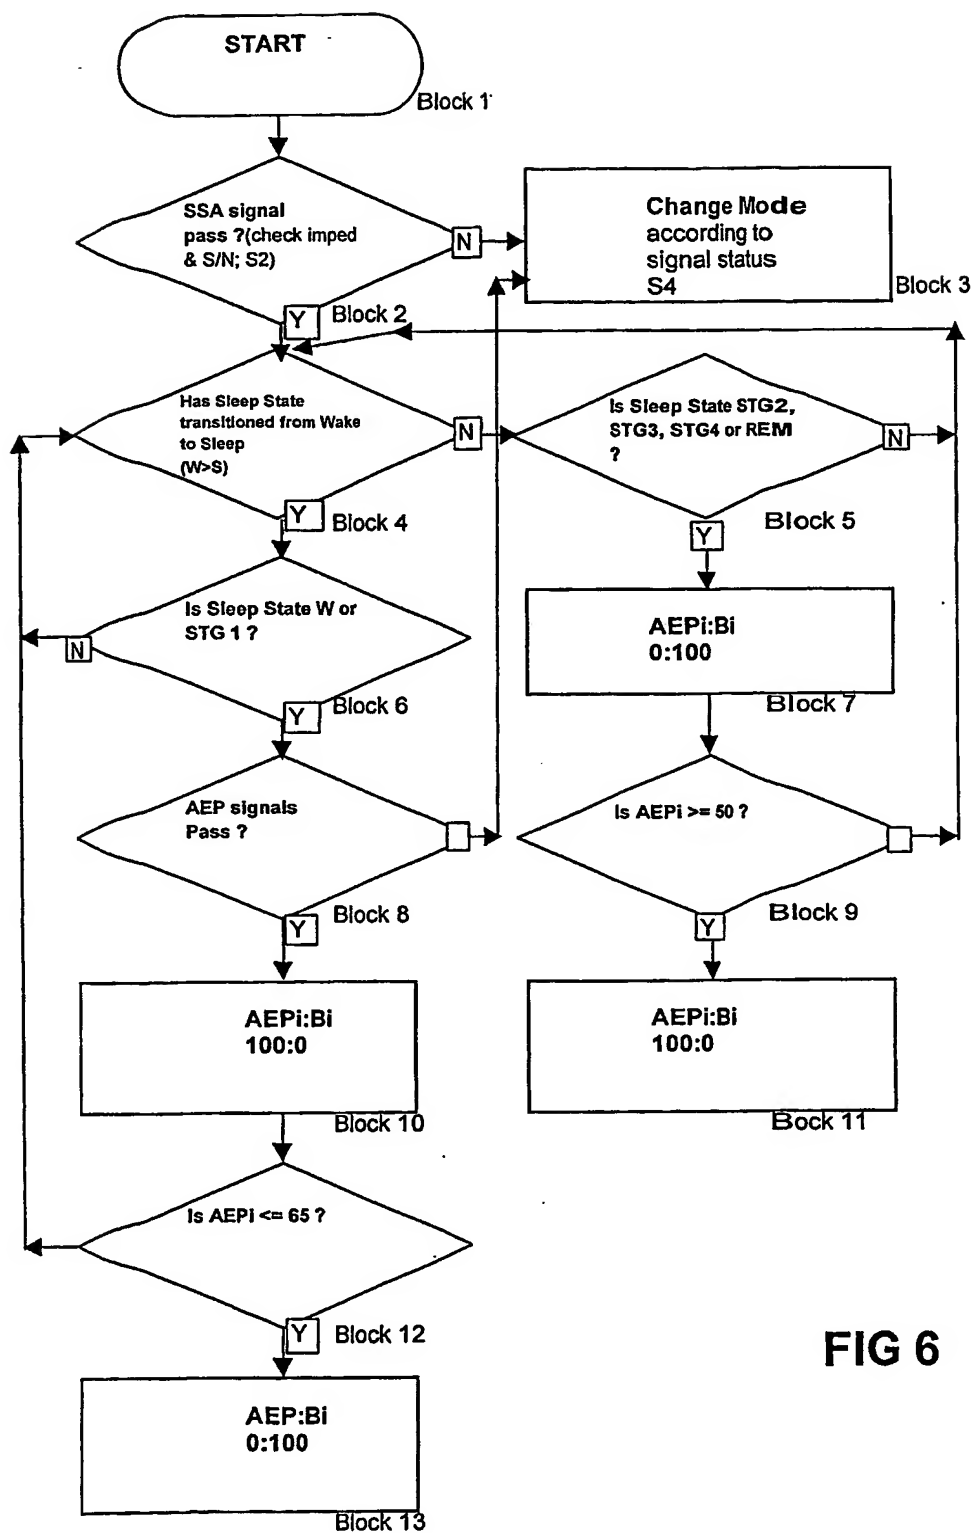 START
Block 1
SSA signal
pass ?(check imped
& S/N; S2)
N
Y
Block 2
Change Mode
according to
signal status
S4
Block 3
Has Sleep State
transitioned from Wake
to Sleep
(W>S)
N
Y
Block 4
Is Sleep State STG2,
STG3, STG4 or REM
?
N
Y
Block 5
Is Sleep State W or
STG 1 ?
N
Y
Block 6
AEPi:Bi
0:100
Block 7
AEP signals
Pass ?
Y
Block 8
Is AEPi >= 50 ?
Y
Block 9
AEPi:Bi
100:0
Block 10
AEPi:Bi
100:0
Bock 11
Is AEPi <= 65 ?
Y
Block 12
AEP:Bi
0:100
Block 13
FIG 6